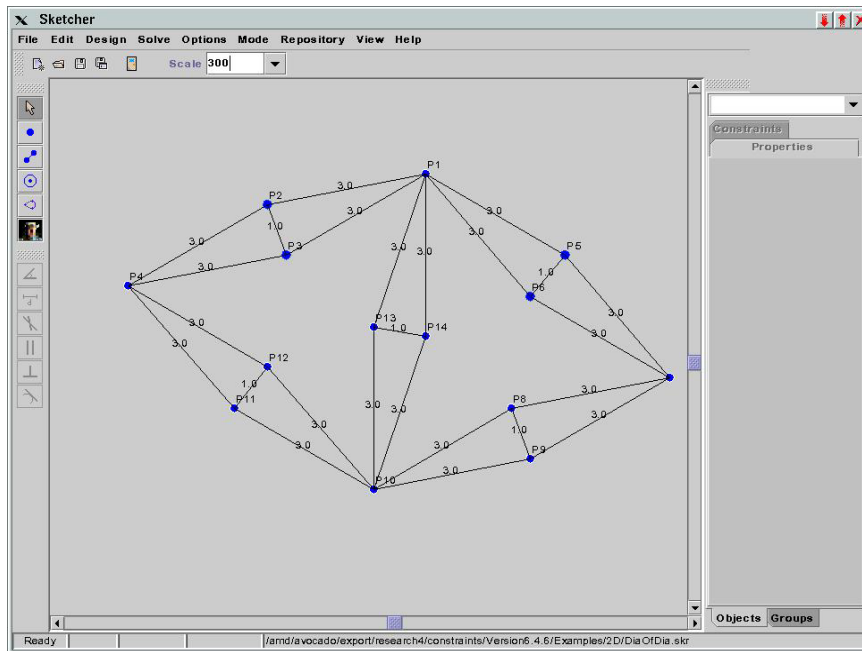 Sketcher
File Edit Design Solve Options Mode Repository View Help
Scale 300
Constraints
Properties
P1
P2
3.0
3.0
3.0
P5
3.0
1.0
3.0
P3
3.0
3.0
3.0
1.0
P4
3.0
P6
P13
1.0
P14
3.0
3.0
3.0
P12
3.0
1.0
P11
3.0
P8
3.0
3.0
3.0
3.0
1.0
3.0
3.0
P9
3.0
P10
Objects Groups
Ready
/amd/avocado/export/research4/constraints/Version6.4.6/Examples/2D/DiaOfDia.skr